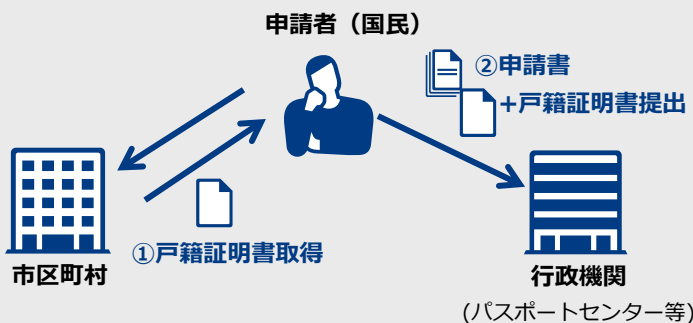 申請者（国民）
②申請書
+戸籍証明書提出
①戸籍証明書取得
市区町村
行政機関
(パスポートセンター等)